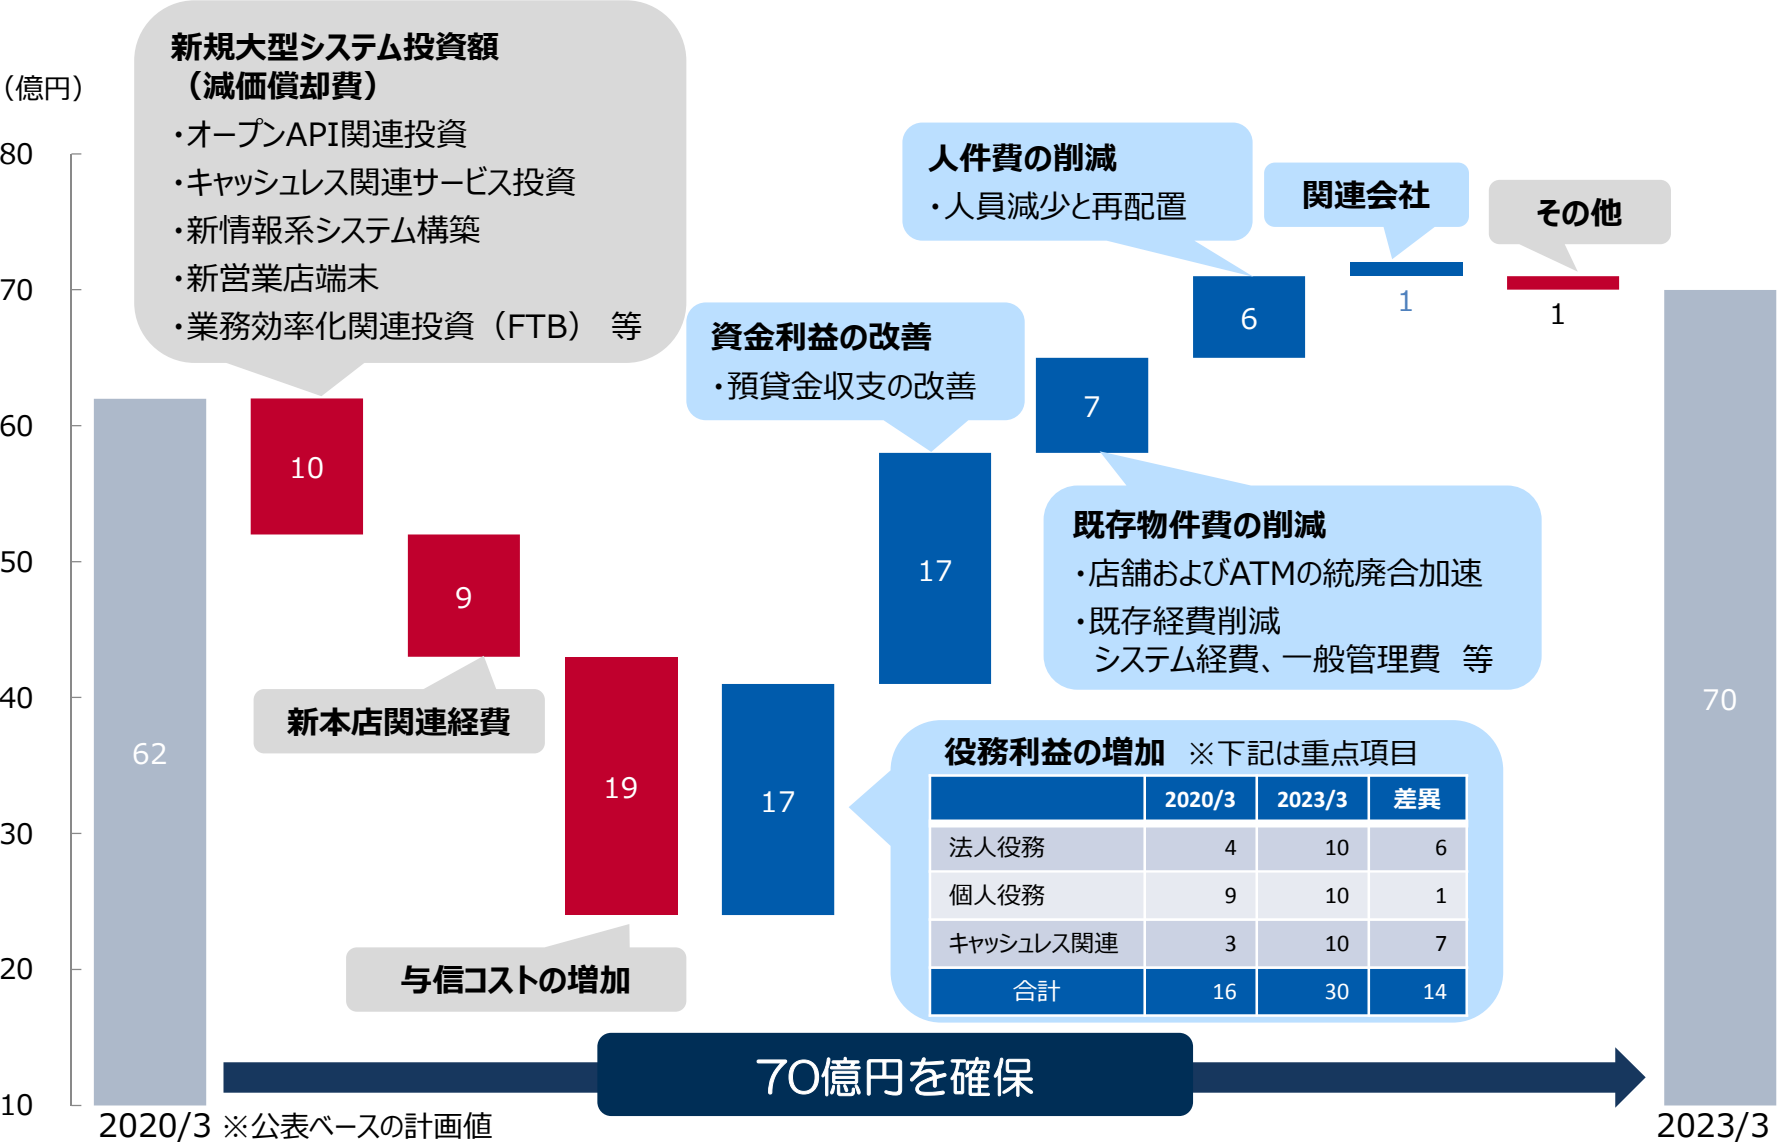 新規大型システム投資額
（減価償却費）
・オープンAPI関連投資
・キャッシュレス関連サービス投資
・新情報系システム構築
・新営業店端末
・業務効率化関連投資（FTB） 等
（億円）
80
70
60
50
40
30
20
10
人件費の削減
・人員減少と再配置
関連会社
その他
資金利益の改善
・預貸金収支の改善
6
1
1
7
10
9
17
既存物件費の削減
・店舗およびATMの統廃合加速
・既存経費削減
システム経費、一般管理費 等
新本店関連経費
62
19
17
70
役務利益の増加 ※下記は重点項目
2020/3 2023/3 差異
法人役務 4 10 6
個人役務 9 10 1
キャッシュレス関連 3 10 7
合計 16 30 14
与信コストの増加
70億円を確保
2020/3 ※公表ベースの計画値
2023/3